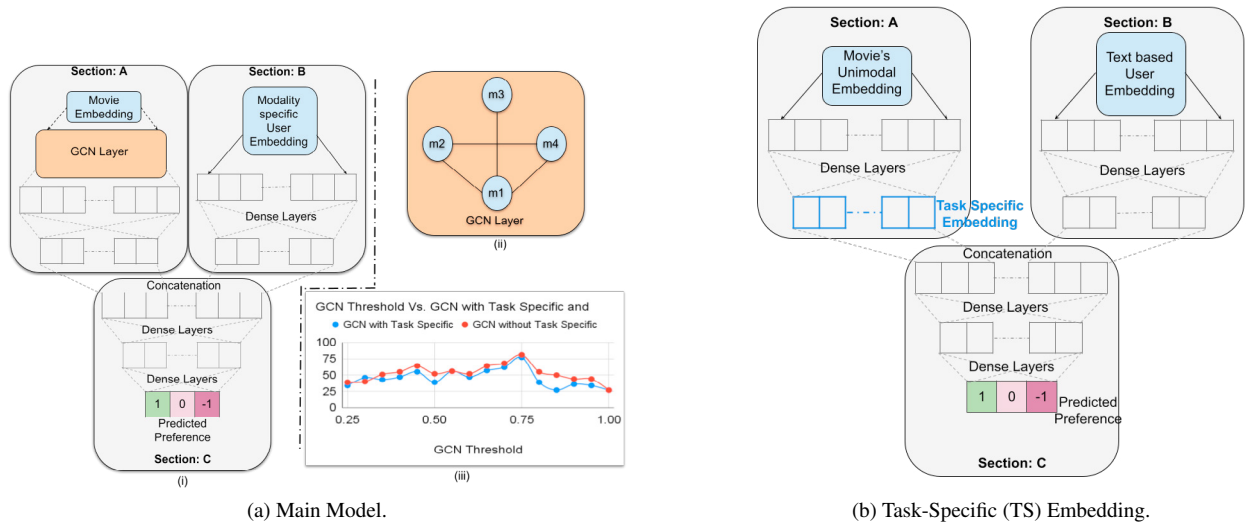 Section: A
Movie
Embedding
GCN Layer
Section: B
Modality
specific
User
Embedding
Dense Layers
Concatenation
Dense Layers
Dense Layers
1 0 -1
Predicted
Preference
Section: C
(i)
m3
m2
m4
m1
GCN Layer
(ii)
GCN Threshold Vs. GCN with Task Specific and
GCN with Task Specific GCN without Task Specific
100
75
50
25
0
0.25 0.50 0.75 1.00
GCN Threshold
(iii)
(a) Main Model.
Section: A
Movie's
Unimodal
Embedding
Dense Layers
Task Specific
Embedding
Section: B
Text based
User
Embedding
Dense Layers
Concatenation
Dense Layers
Dense Layers
1 0 -1
Predicted
Preference
Section: C
(b) Task-Specific (TS) Embedding.